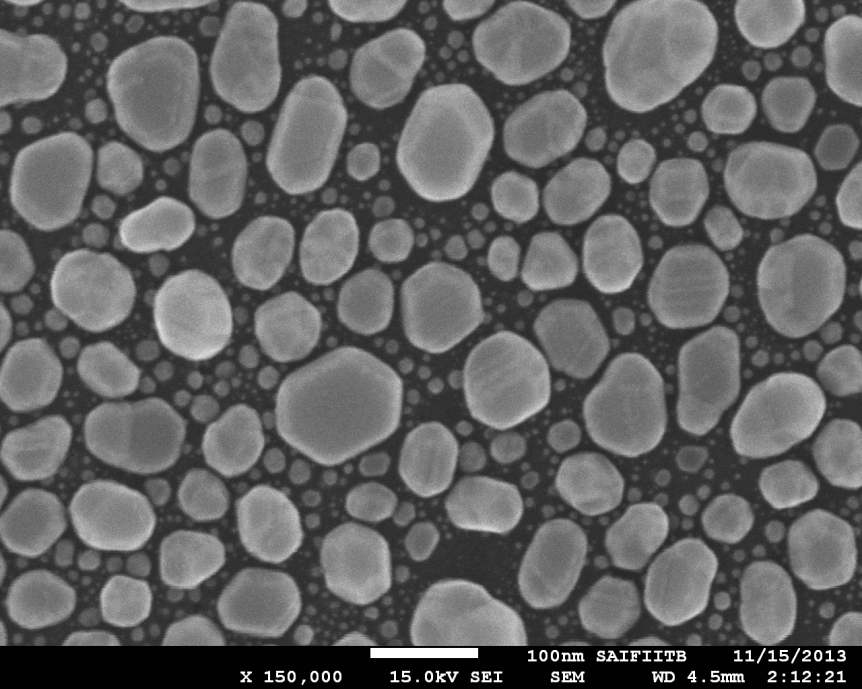 100nm SAIFIITB 11/15/2013
X 150,000 15.0kV SEI SEM WD 4.5mm 2:12:21